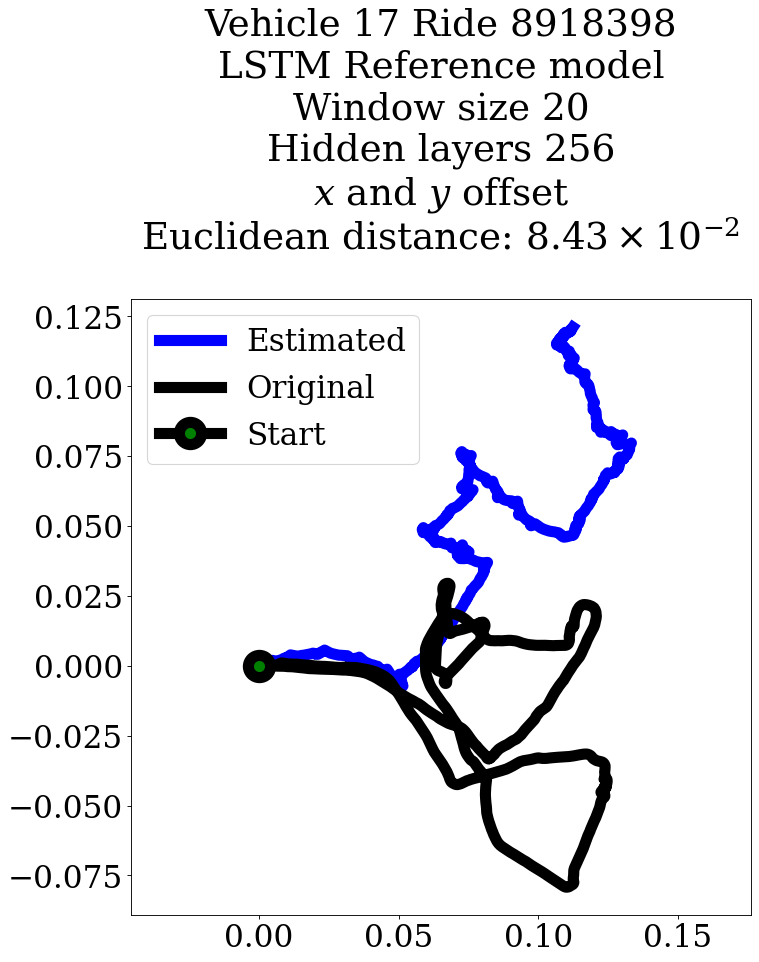 Vehicle 17 Ride 8918398
LSTM Reference model
Window size 20
Hidden layers 256
x and y offset
Euclidean distance: 8.43 × 10⁻²
Estimated
Original
Start
0.125
0.100
0.075
0.050
0.025
0.000
−0.025
−0.050
−0.075
0.00 0.05 0.10 0.15